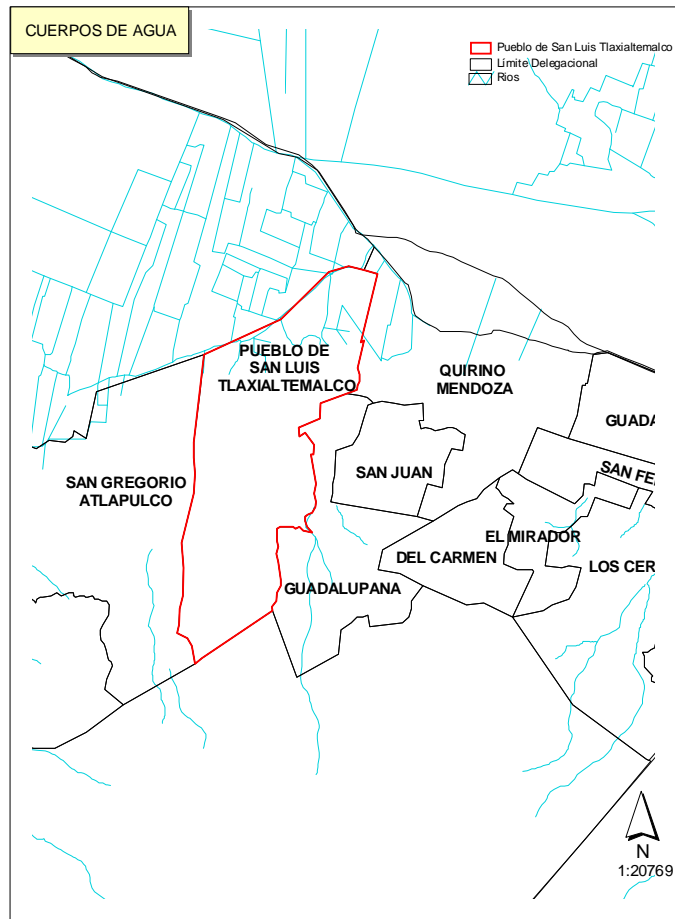 CUERPOS DE AGUA
Pueblo de San Luis Tlaxialtemalco
Límite Delegacional
Rios
PUEBLO DE
SAN LUIS
TLAXIALTEMALCO
QUIRINO
MENDOZA
GUADA
SAN JUAN
SAN FE
SAN GREGORIO
ATLAPULCO
EL MIRADOR
DEL CARMEN
LOS CER
GUADALUPANA
N
1:20769